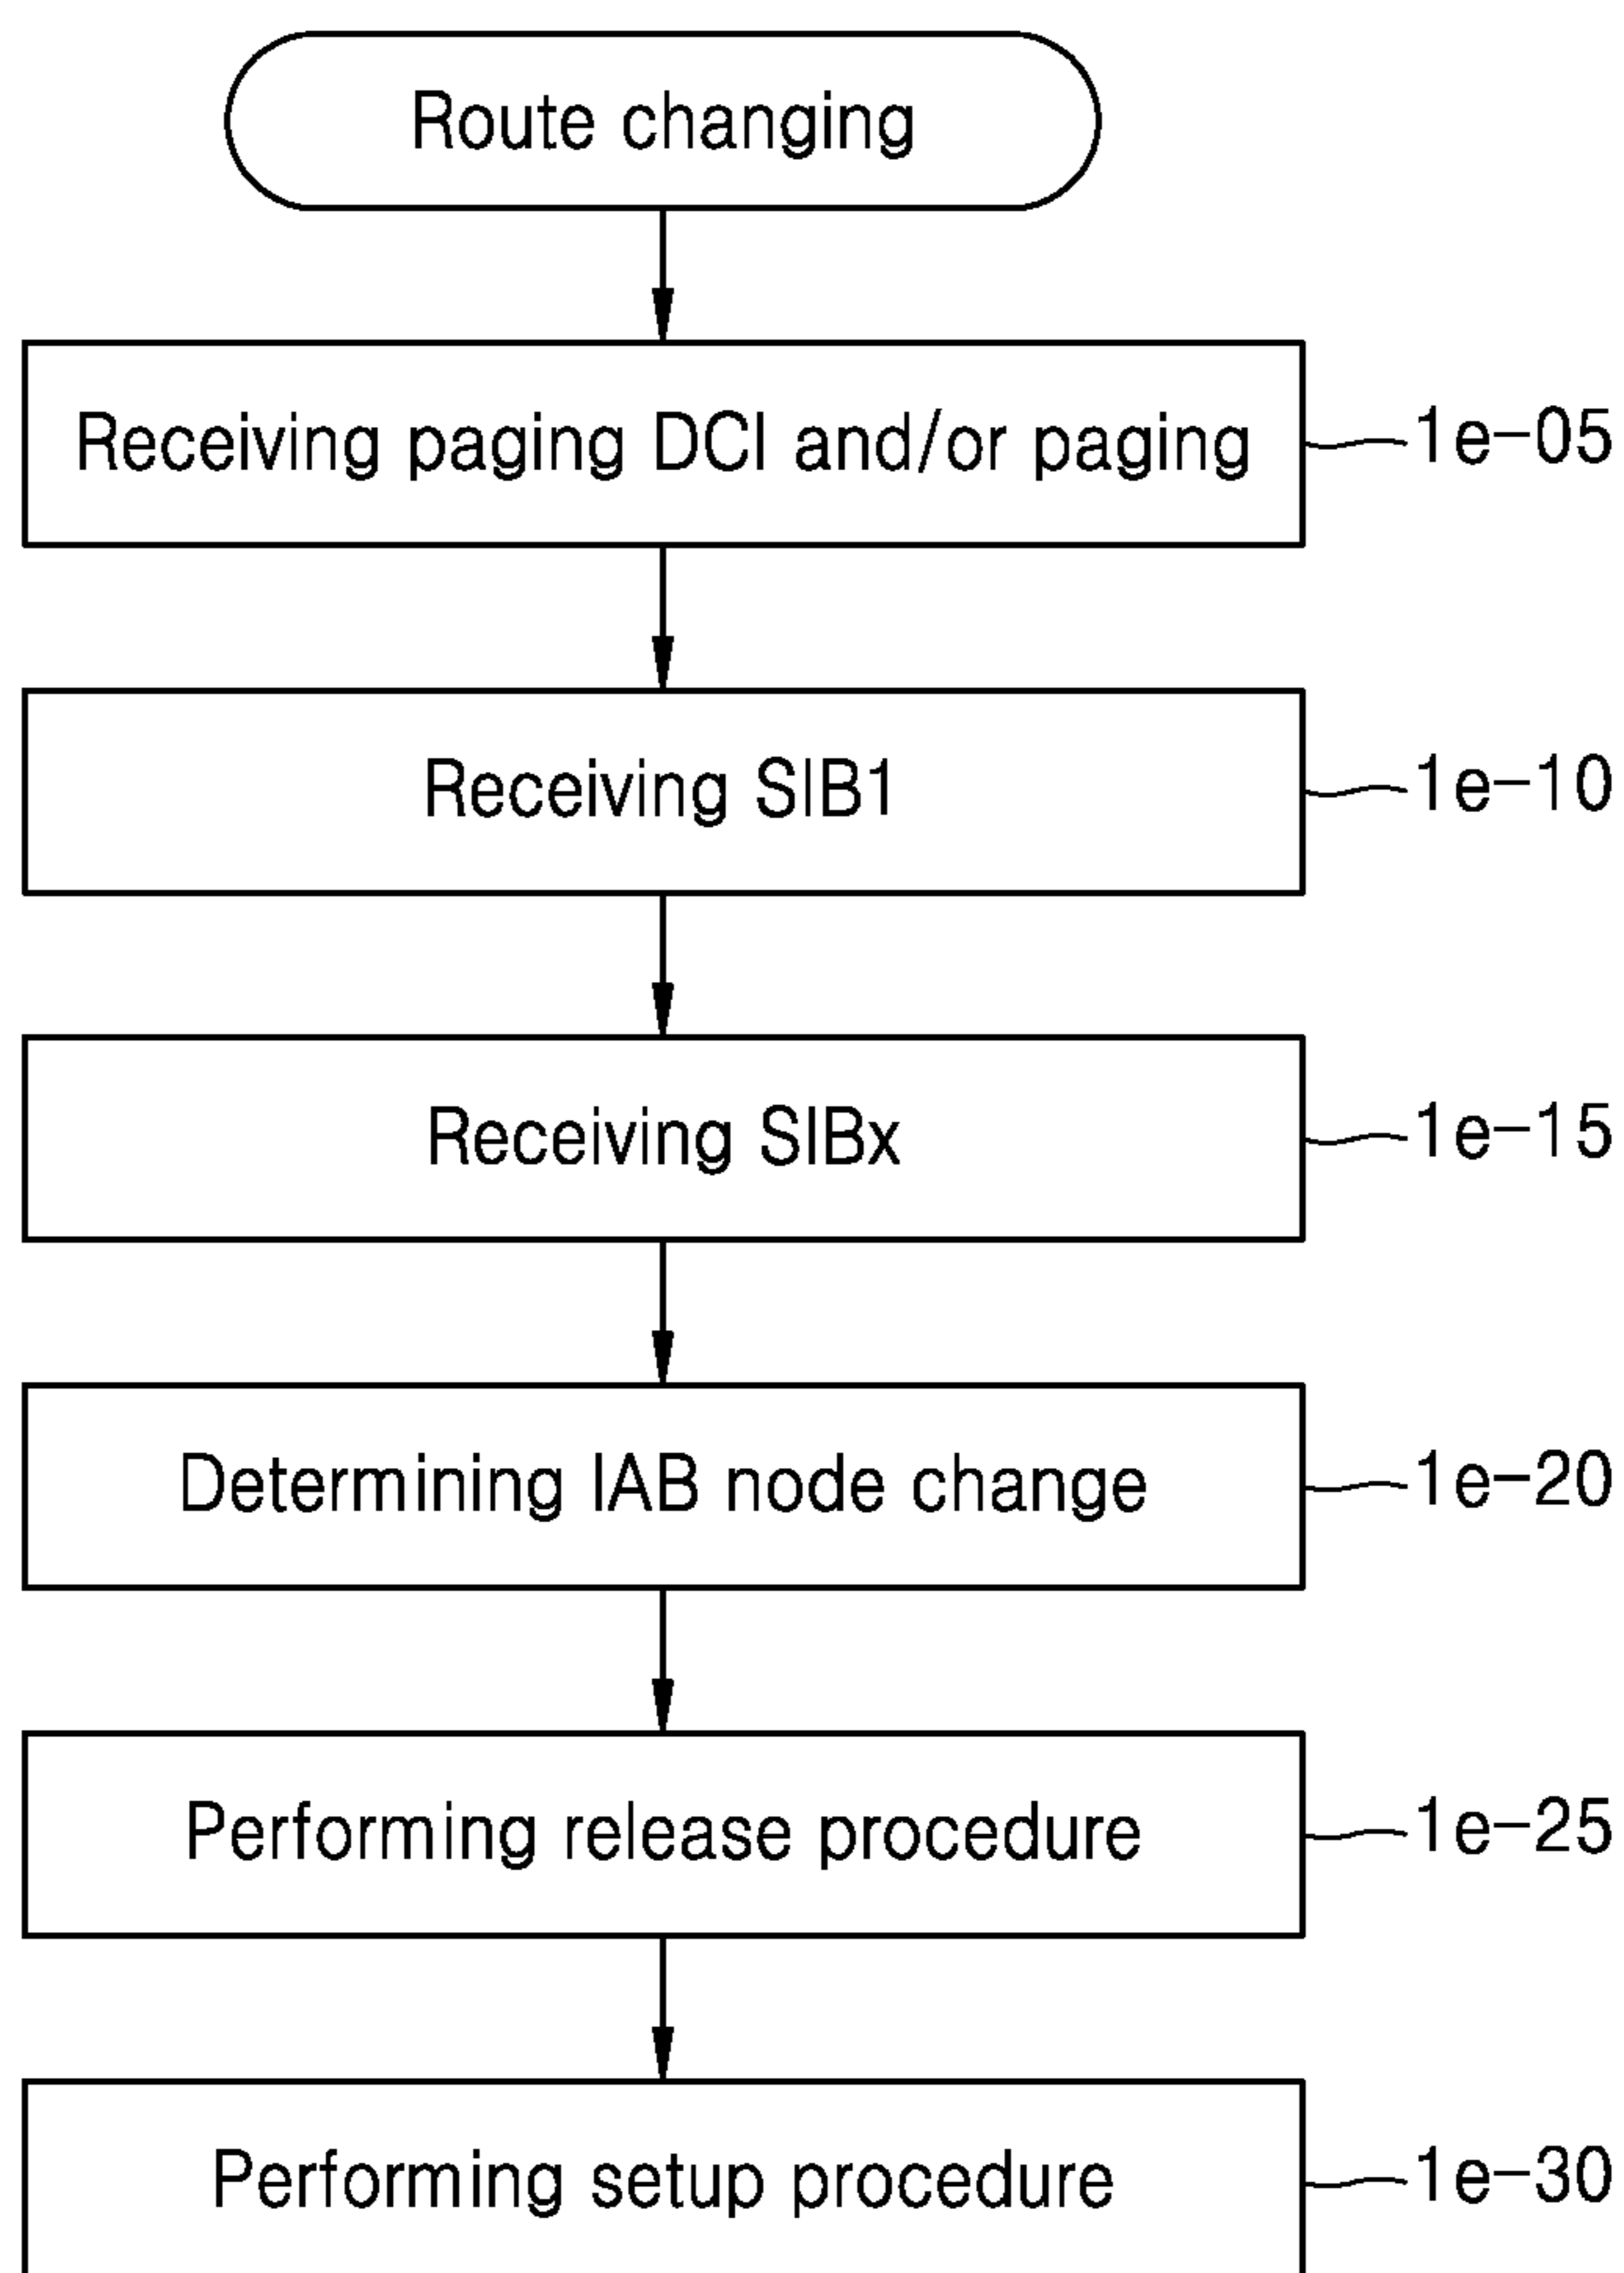 Route changing
Receiving paging DCI and/or paging
1e-05
Receiving SIB1
1e-10
Receiving SIBx
1e-15
Determining IAB node change
1e-20
Performing release procedure
1e-25
Performing setup procedure
1e-30